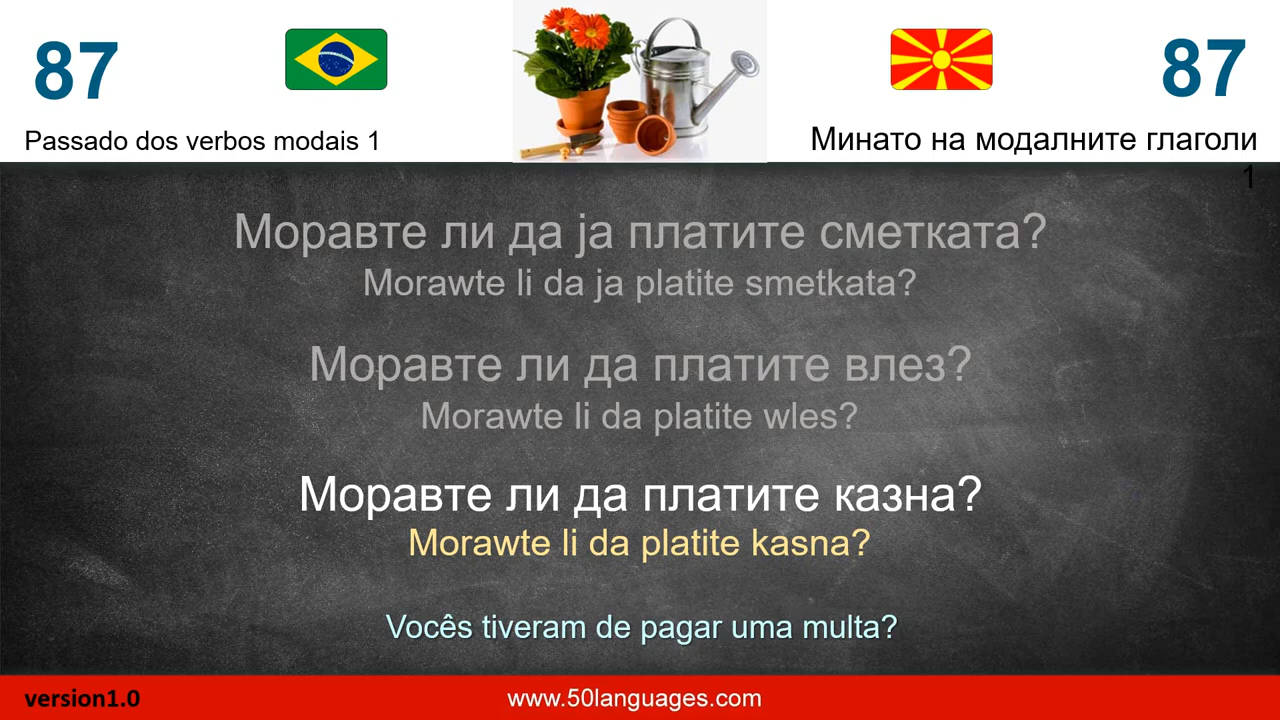 87
87
Passado dos verbos modais 1
Минато на модалните глаголи
1
Моравте ли да ја платите сметката?
Morawte li da ja platite smetkata?
Моравте ли да платите влез?
Morawte li da platite wles?
Моравте ли да платите казна?
Morawte li da platite kasna?
Vocês tiveram de pagar uma multa?
version1.0
www.50languages.com